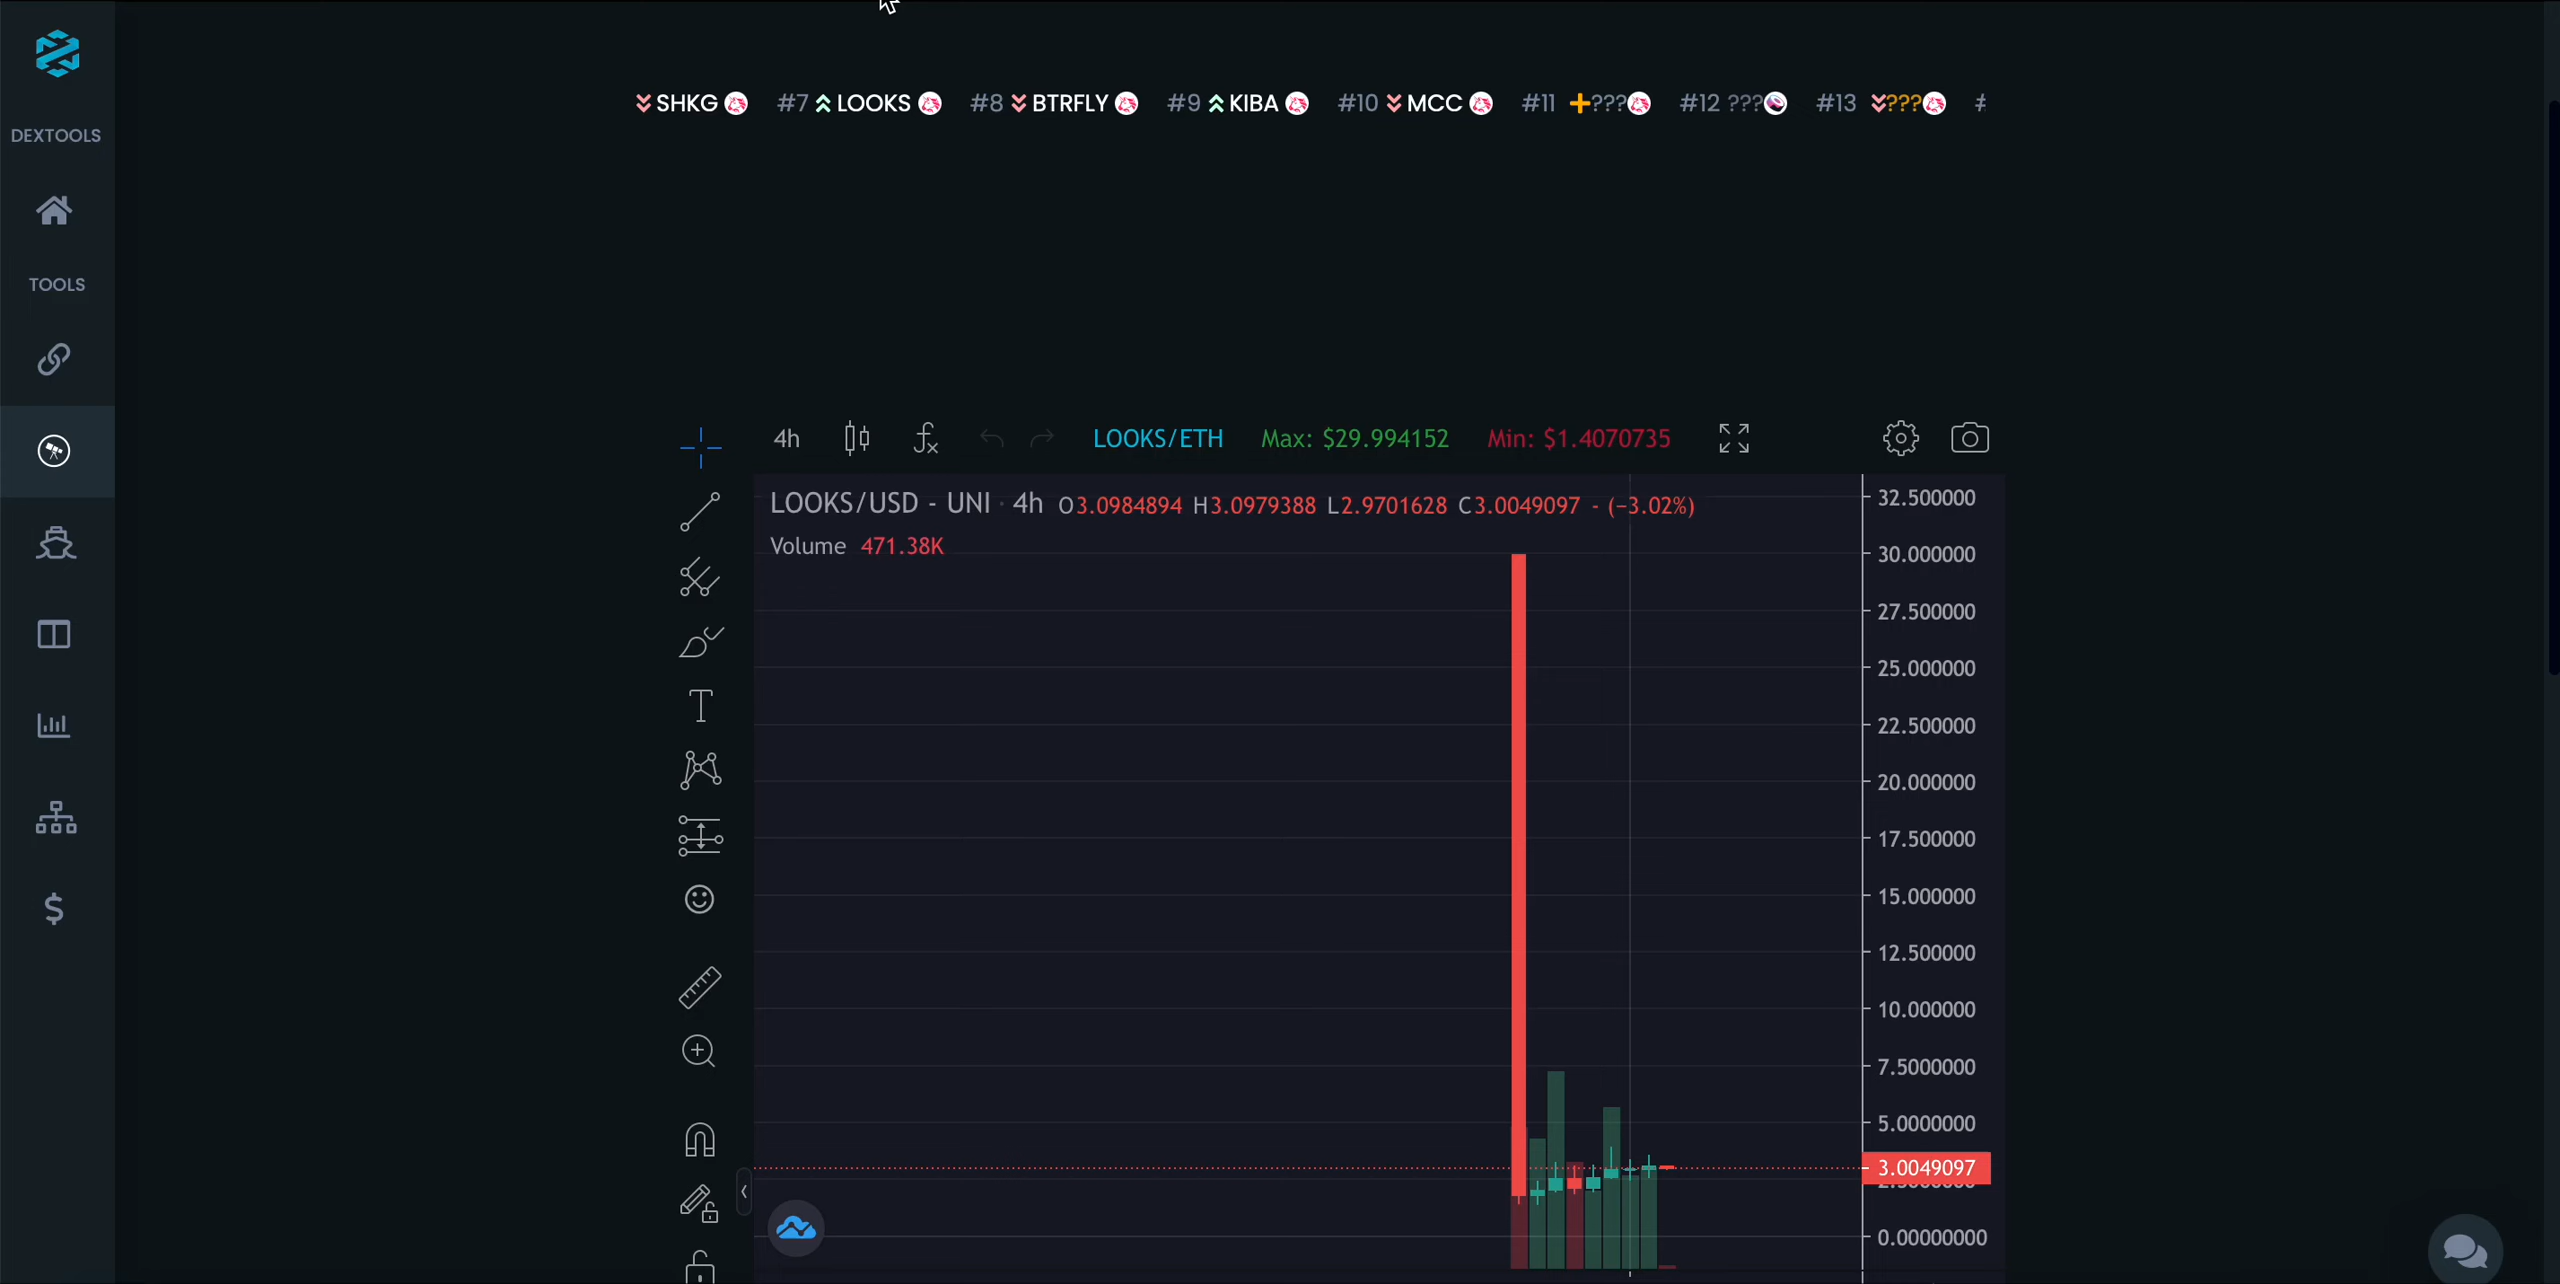 SHKG #7 LOOKS #8 BTRFLY #9 KIBA #10 MCC #11 ??? #12 ??? #13 ???
DEXTOOLS
TOOLS
4h LOOKS/ETH Max: $29.994152 Min: $1.4070735
LOOKS/USD - UNI · 4h O3.0984894 H3.0979388 L2.9701628 C3.0049097 - (−3.02%)
Volume 471.38K
32.500000
30.000000
27.500000
25.000000
22.500000
20.000000
17.500000
15.000000
12.500000
10.000000
7.5000000
5.0000000
3.0049097
0.00000000